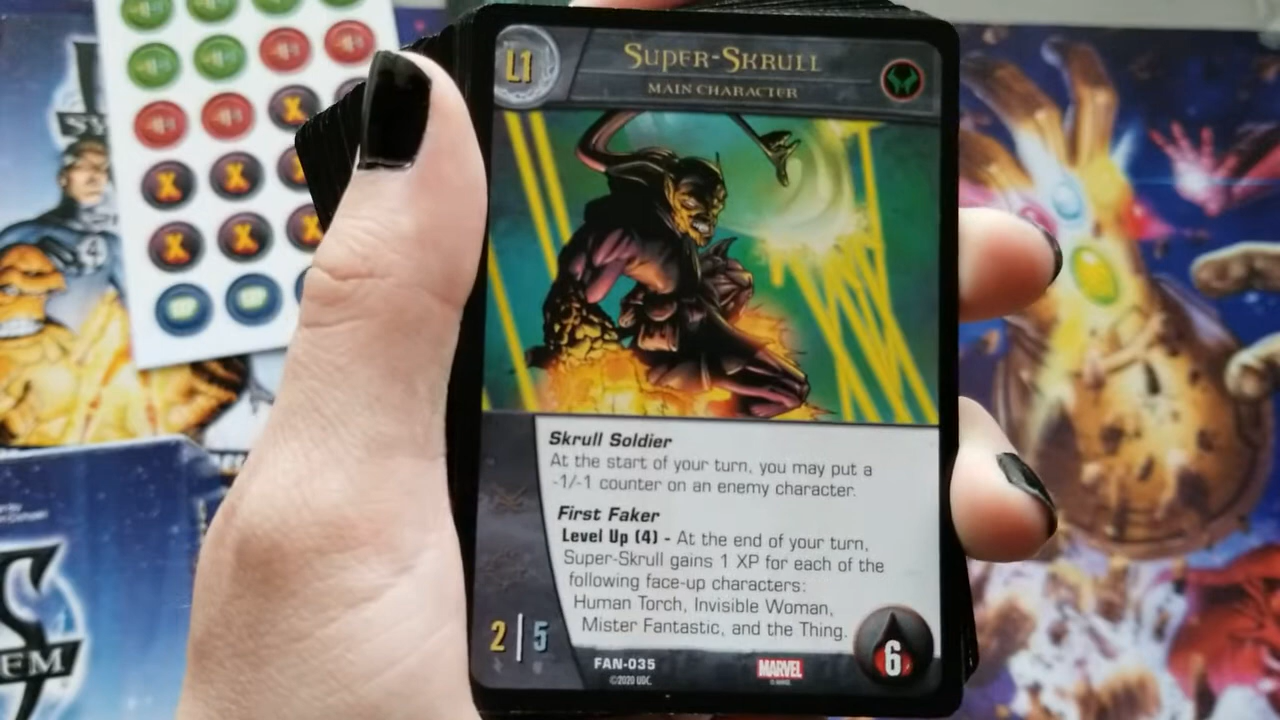 L1
SUPER-SKRULL
MAIN CHARACTER
Skrull Soldier
At the start of your turn, you may put a
-1/-1 counter on an enemy character.
First Faker
Level Up (4) - At the end of your turn,
Super-Skrull gains 1 XP for each of the
following face-up characters:
Human Torch, Invisible Woman,
Mister Fantastic, and the Thing.
2 | 5
6
FAN-035
MARVEL
©2020 UDC.
X
X X
X X
4
EM